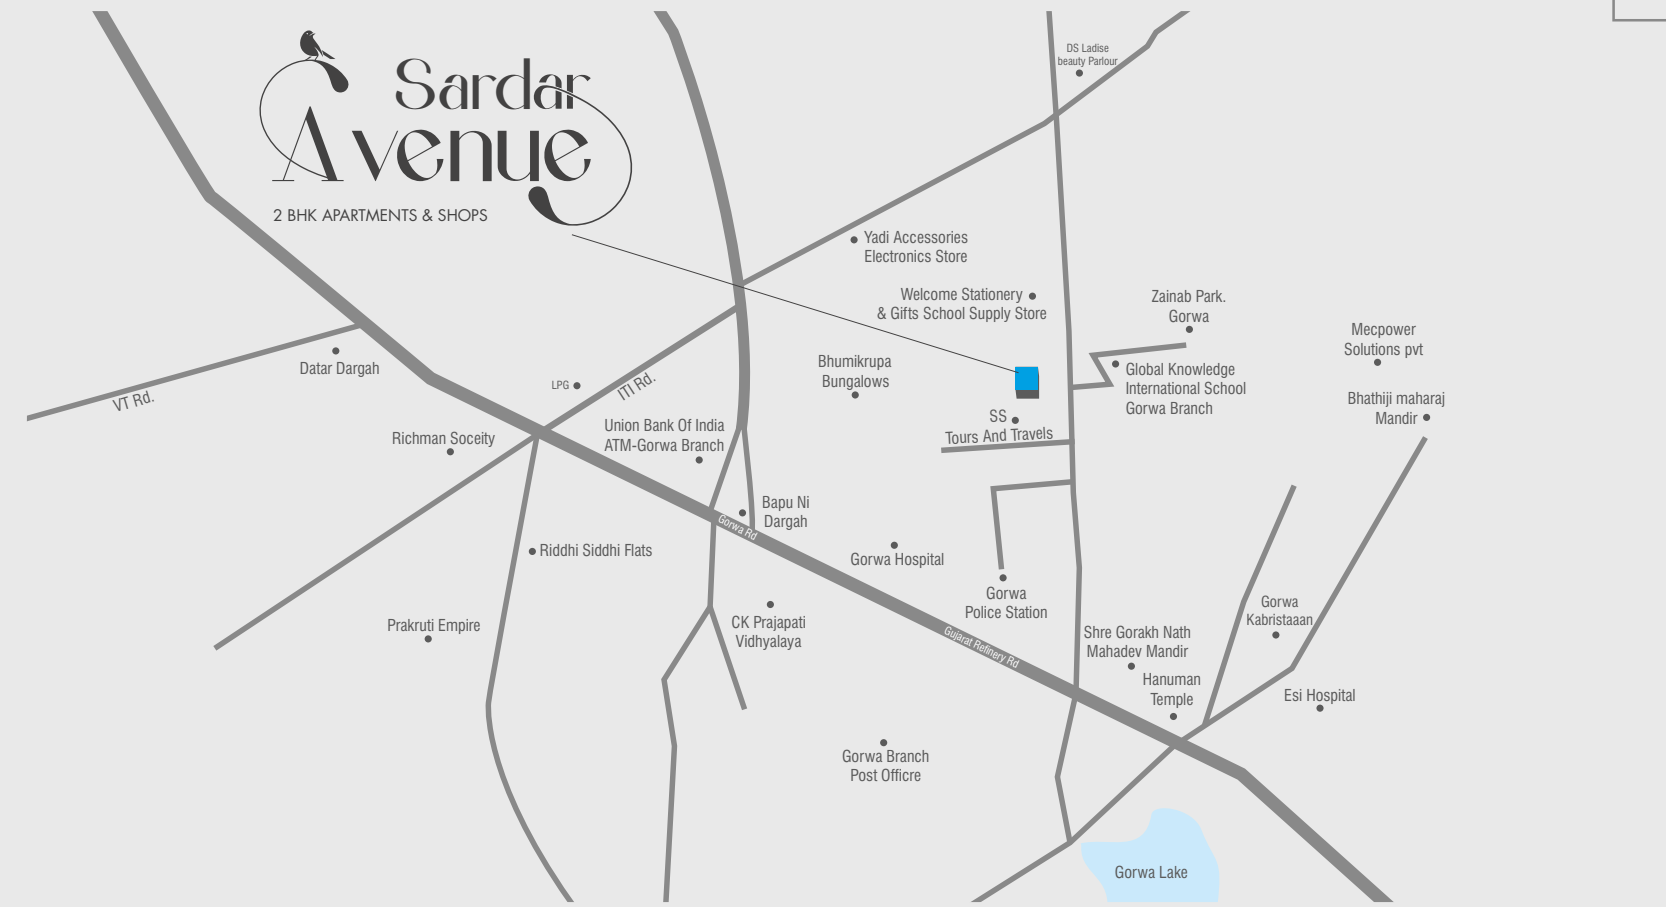 Sardar
Avenue
2 BHK APARTMENTS & SHOPS
DS Ladise
beauty Parlour
Yadi Accessories
Electronics Store
Welcome Stationery
& Gifts School Supply Store
Zainab Park.
Gorwa
Mecpower
Solutions pvt
Datar Dargah
VT Rd.
LPG
ITI Rd.
Bhumikrupa
Bungalows
Global Knowledge
International School
Gorwa Branch
Bhathiji maharaj
Mandir
SS
Tours And Travels
Richman Soceity
Union Bank Of India
ATM-Gorwa Branch
Bapu Ni
Dargah
Gorwa Rd
Riddhi Siddhi Flats
Gorwa Hospital
Gorwa
Police Station
Prakruti Empire
CK Prajapati
Vidhyalaya
Gujarat Refinery Rd
Shre Gorakh Nath
Mahadev Mandir
Gorwa
Kabristaaan
Hanuman
Temple
Esi Hospital
Gorwa Branch
Post Officre
Gorwa Lake